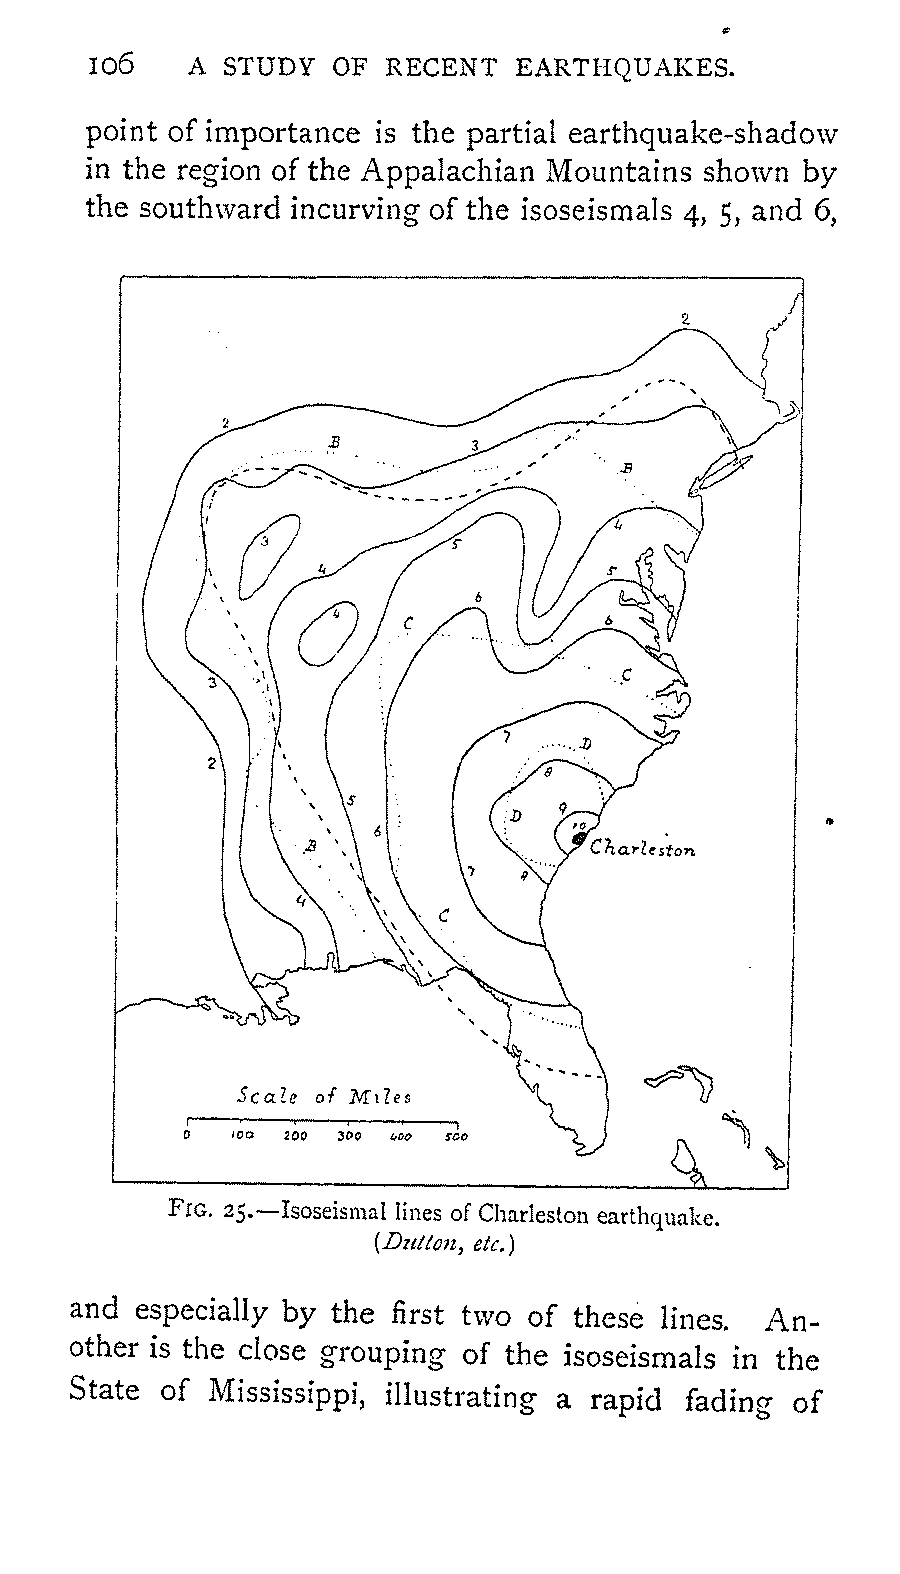 106 A STUDY OF RECENT EARTHQUAKES.
point of importance is the partial earthquake-shadow
in the region of the Appalachian Mountains shown by
the southward incurving of the isoseismals 4, 5, and 6,
2
2
B
3
B
4
3
5
4
5
6
4
C
6
C
3
7
D
2
8
5
9
D
10
6
Charleston
B
7
8
4
C
Scale of Miles
0 100 200 300 400 500
FIG. 25.—Isoseismal lines of Charleston earthquake.
(Dutton, etc.)
and especially by the first two of these lines. An-
other is the close grouping of the isoseismals in the
State of Mississippi, illustrating a rapid fading of